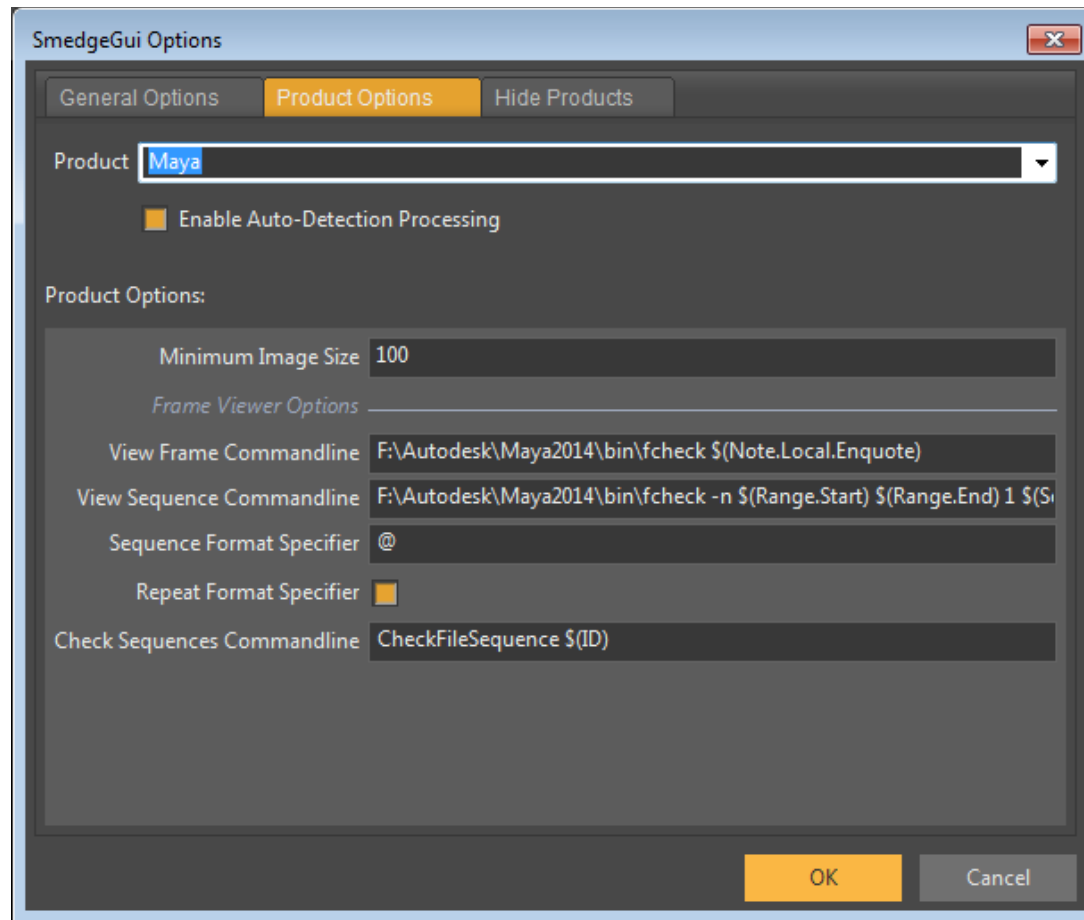 SmedgeGui Options
General Options Product Options Hide Products
Product Maya
Enable Auto-Detection Processing
Product Options:
Minimum Image Size 100
Frame Viewer Options
View Frame Commandline F:\Autodesk\Maya2014\bin\fcheck $(Note.Local.Enquote)
View Sequence Commandline F:\Autodesk\Maya2014\bin\fcheck -n $(Range.Start) $(Range.End) 1
Sequence Format Specifier @
Repeat Format Specifier
Check Sequences Commandline CheckFileSequence $(ID)
OK Cancel